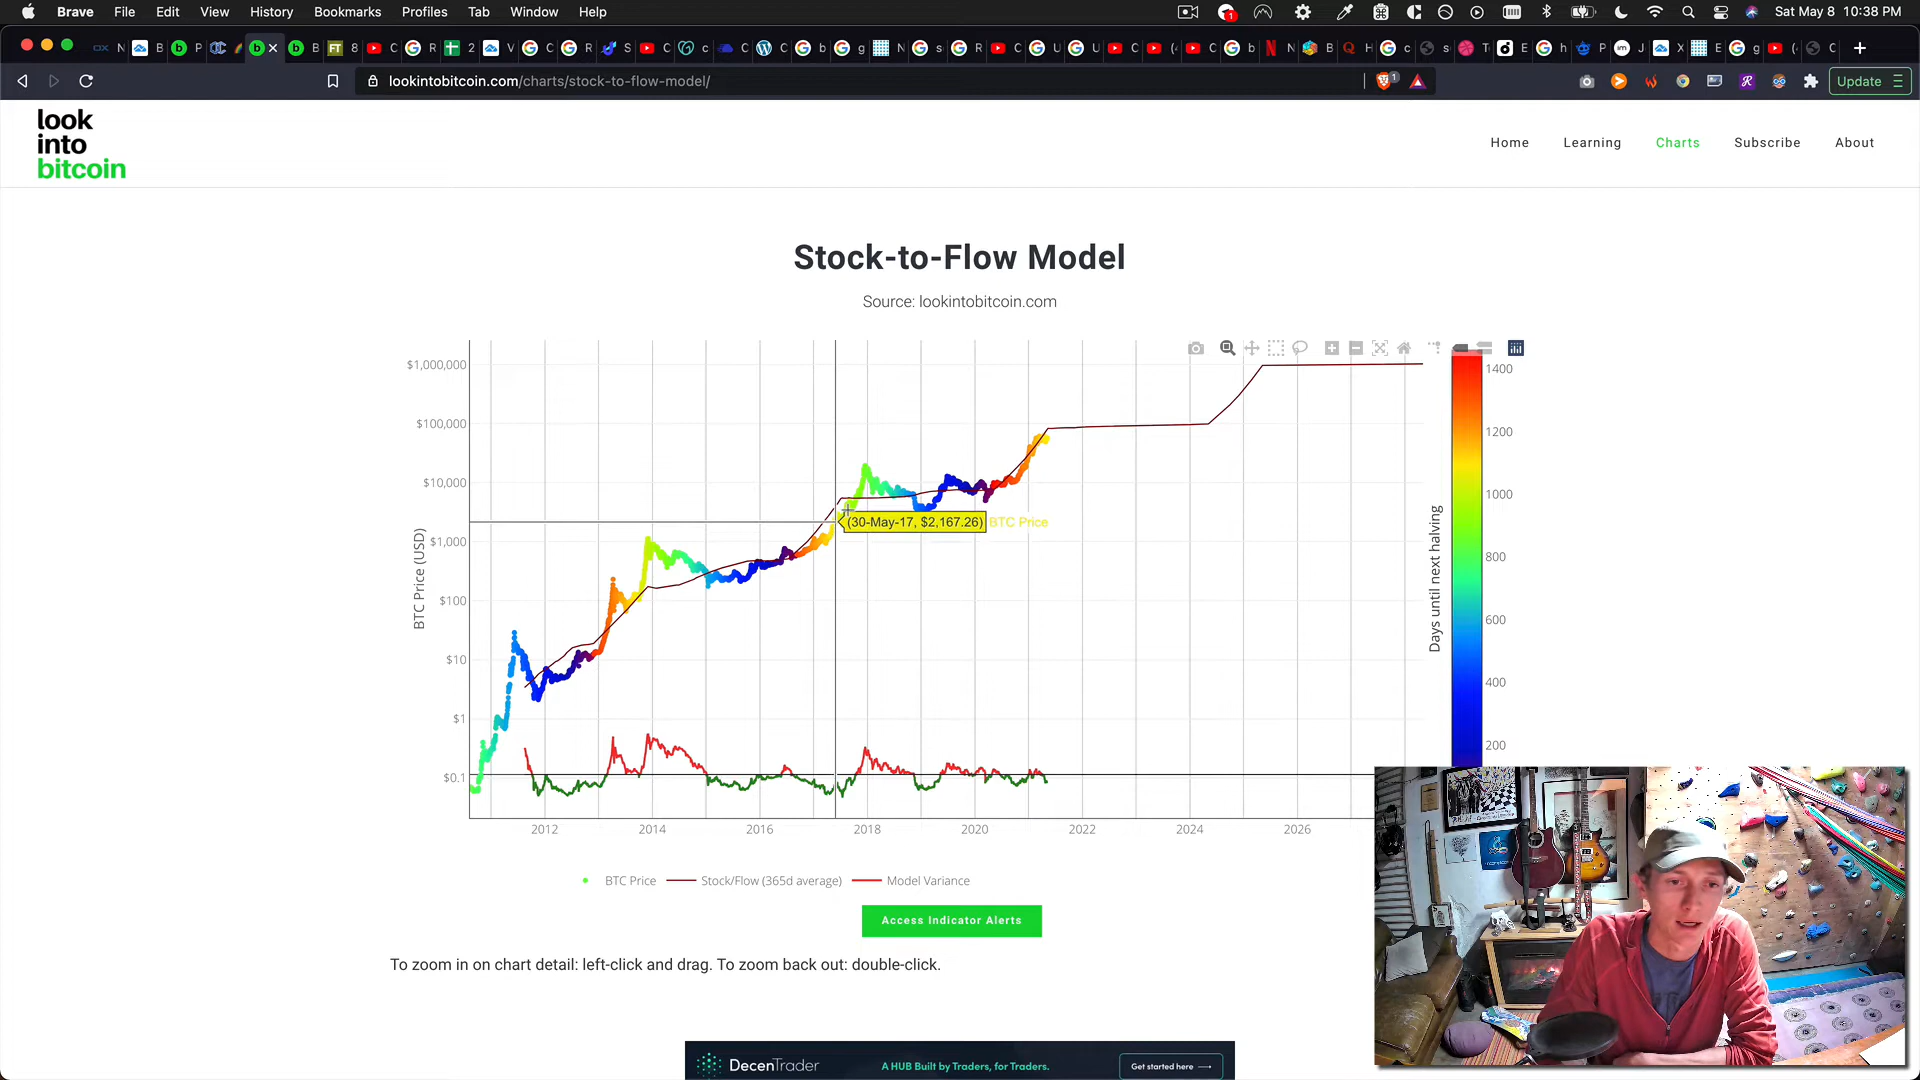 Brave File Edit View History Bookmarks Profiles Tab Window Help
Sat May 8 10:38 PM
lookintobitcoin.com/charts/stock-to-flow-model/
Update
look
into
bitcoin
Home Learning Charts Subscribe About
Stock-to-Flow Model
Source: lookintobitcoin.com
$1,000,000
$100,000
$10,000
$1,000
$100
$10
$1
$0.1
BTC Price (USD)
(30-May-17, $2,167.26) BTC Price
2012 2014 2016 2018 2020 2022 2024 2026
Days until next halving
1400
1200
1000
800
600
400
200
BTC Price Stock/Flow (365d average) Model Variance
Access Indicator Alerts
To zoom in on chart detail: left-click and drag. To zoom back out: double-click.
DecenTrader A HUB Built by Traders, for Traders. Get started here